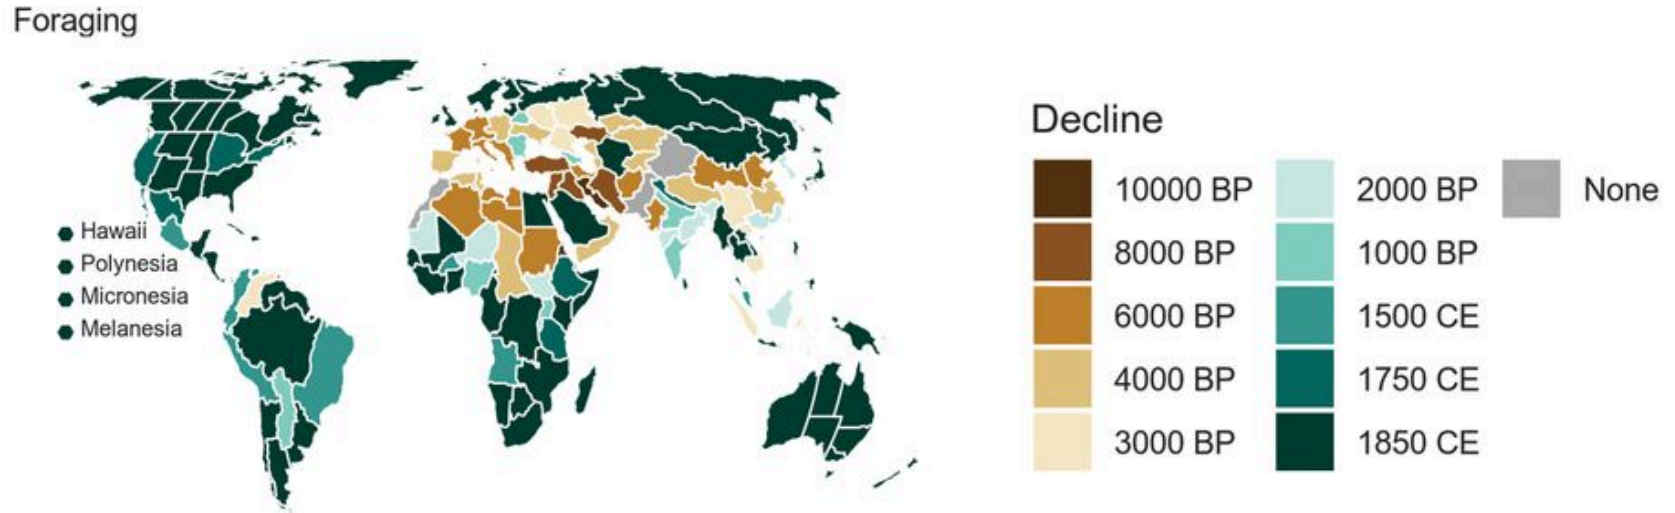 Foraging
Hawaii
Polynesia
Micronesia
Melanesia
Decline
10000 BP
8000 BP
6000 BP
4000 BP
3000 BP
2000 BP
1000 BP
1500 CE
1750 CE
1850 CE
None